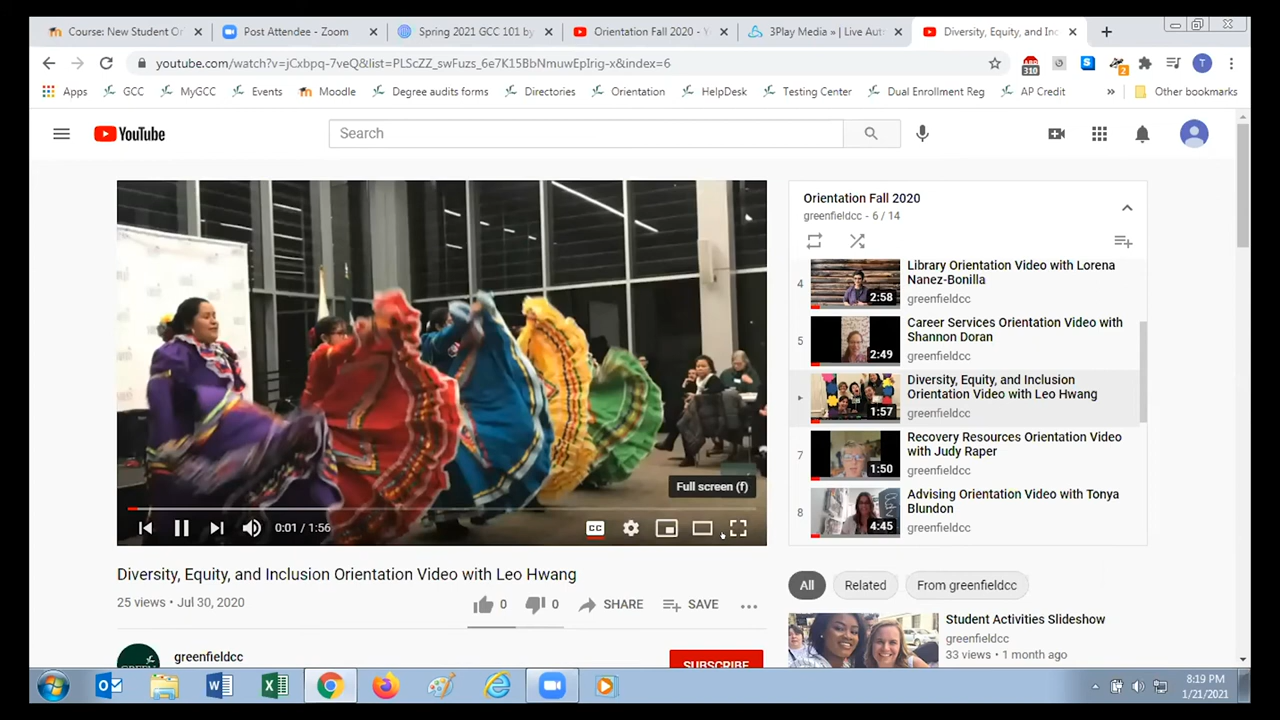 Course: New Student Or
Post Attendee - Zoom
Spring 2021 GCC 101 by
Orientation Fall 2020 - Y
3Play Media » | Live Aut
Diversity, Equity, and Inc
youtube.com/watch?v=jCxbpq-7veQ&list=PLScZZ_swFuzs_6e7K15BbNmuwEpIrig-x&index=6
310
2
T
Apps
GCC
MyGCC
Events
Moodle
Degree audits forms
Directories
Orientation
HelpDesk
Testing Center
Dual Enrollment Reg
AP Credit
»
Other bookmarks
YouTube
Search
Orientation Fall 2020
greenfieldcc - 6 / 14
4
2:58
Library Orientation Video with Lorena
Nanez-Bonilla
greenfieldcc
5
2:49
Career Services Orientation Video with
Shannon Doran
greenfieldcc
1:57
Diversity, Equity, and Inclusion
Orientation Video with Leo Hwang
greenfieldcc
7
1:50
Recovery Resources Orientation Video
with Judy Raper
greenfieldcc
8
4:45
Advising Orientation Video with Tonya
Blundon
greenfieldcc
Full screen (f)
0:01 / 1:56
CC
Diversity, Equity, and Inclusion Orientation Video with Leo Hwang
25 views • Jul 30, 2020
0
0
SHARE
SAVE
All
Related
From greenfieldcc
Student Activities Slideshow
greenfieldcc
33 views • 1 month ago
greenfieldcc
SUBSCRIBE
8:19 PM
1/21/2021